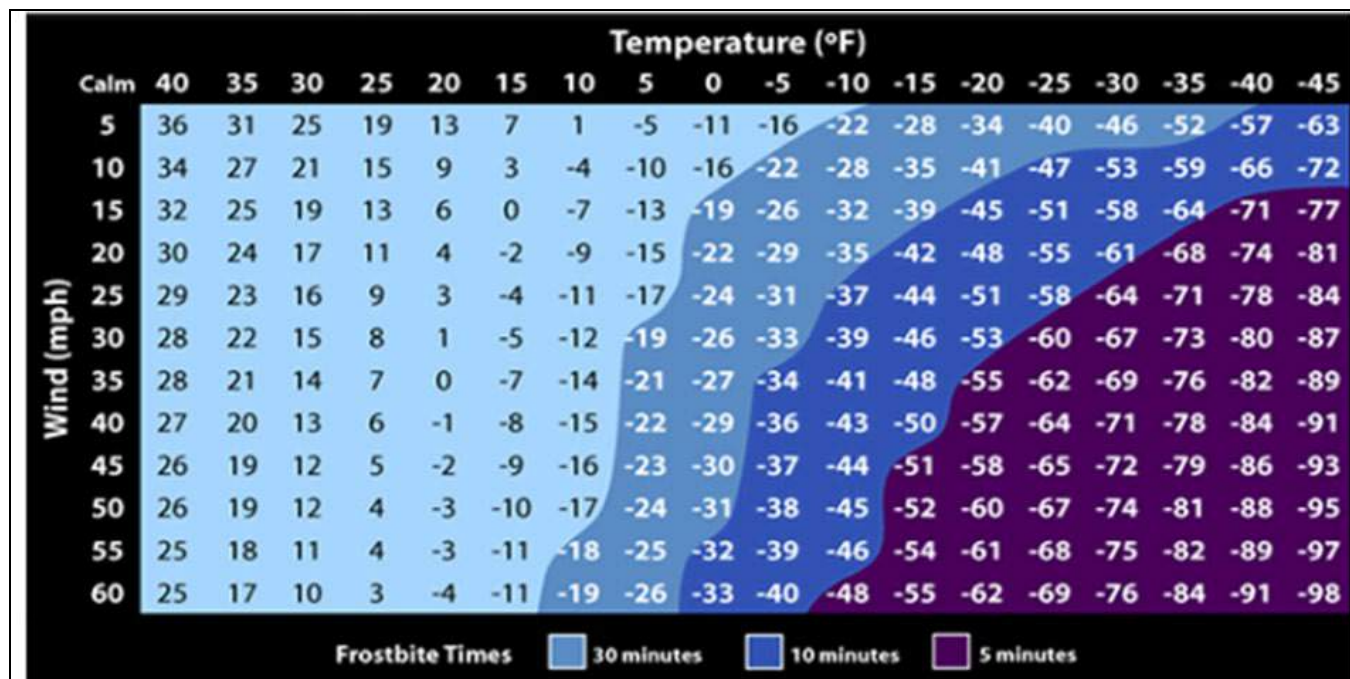 Temperature (ºF)
Calm 40 35 30 25 20 15 10 5 0 -5 -10 -15 -20 -25 -30 -35 -40 -45
5 36 31 25 19 13 7 1 -5 -11 -16 -22 -28 -34 -40 -46 -52 -57 -63
10 34 27 21 15 9 3 -4 -10 -16 -22 -28 -35 -41 -47 -53 -59 -66 -72
15 32 25 19 13 6 0 -7 -13 -19 -26 -32 -39 -45 -51 -58 -64 -71 -77
20 30 24 17 11 4 -2 -9 -15 -22 -29 -35 -42 -48 -55 -61 -68 -74 -81
25 29 23 16 9 3 -4 -11 -17 -24 -31 -37 -44 -51 -58 -64 -71 -78 -84
30 28 22 15 8 1 -5 -12 -19 -26 -33 -39 -46 -53 -60 -67 -73 -80 -87
35 28 21 14 7 0 -7 -14 -21 -27 -34 -41 -48 -55 -62 -69 -76 -82 -89
40 27 20 13 6 -1 -8 -15 -22 -29 -36 -43 -50 -57 -64 -71 -78 -84 -91
45 26 19 12 5 -2 -9 -16 -23 -30 -37 -44 -51 -58 -65 -72 -79 -86 -93
50 26 19 12 4 -3 -10 -17 -24 -31 -38 -45 -52 -60 -67 -74 -81 -88 -95
55 25 18 11 4 -3 -11 -18 -25 -32 -39 -46 -54 -61 -68 -75 -82 -89 -97
60 25 17 10 3 -4 -11 -19 -26 -33 -40 -48 -55 -62 -69 -76 -84 -91 -98
Wind (mph)
Frostbite Times 30 minutes 10 minutes 5 minutes